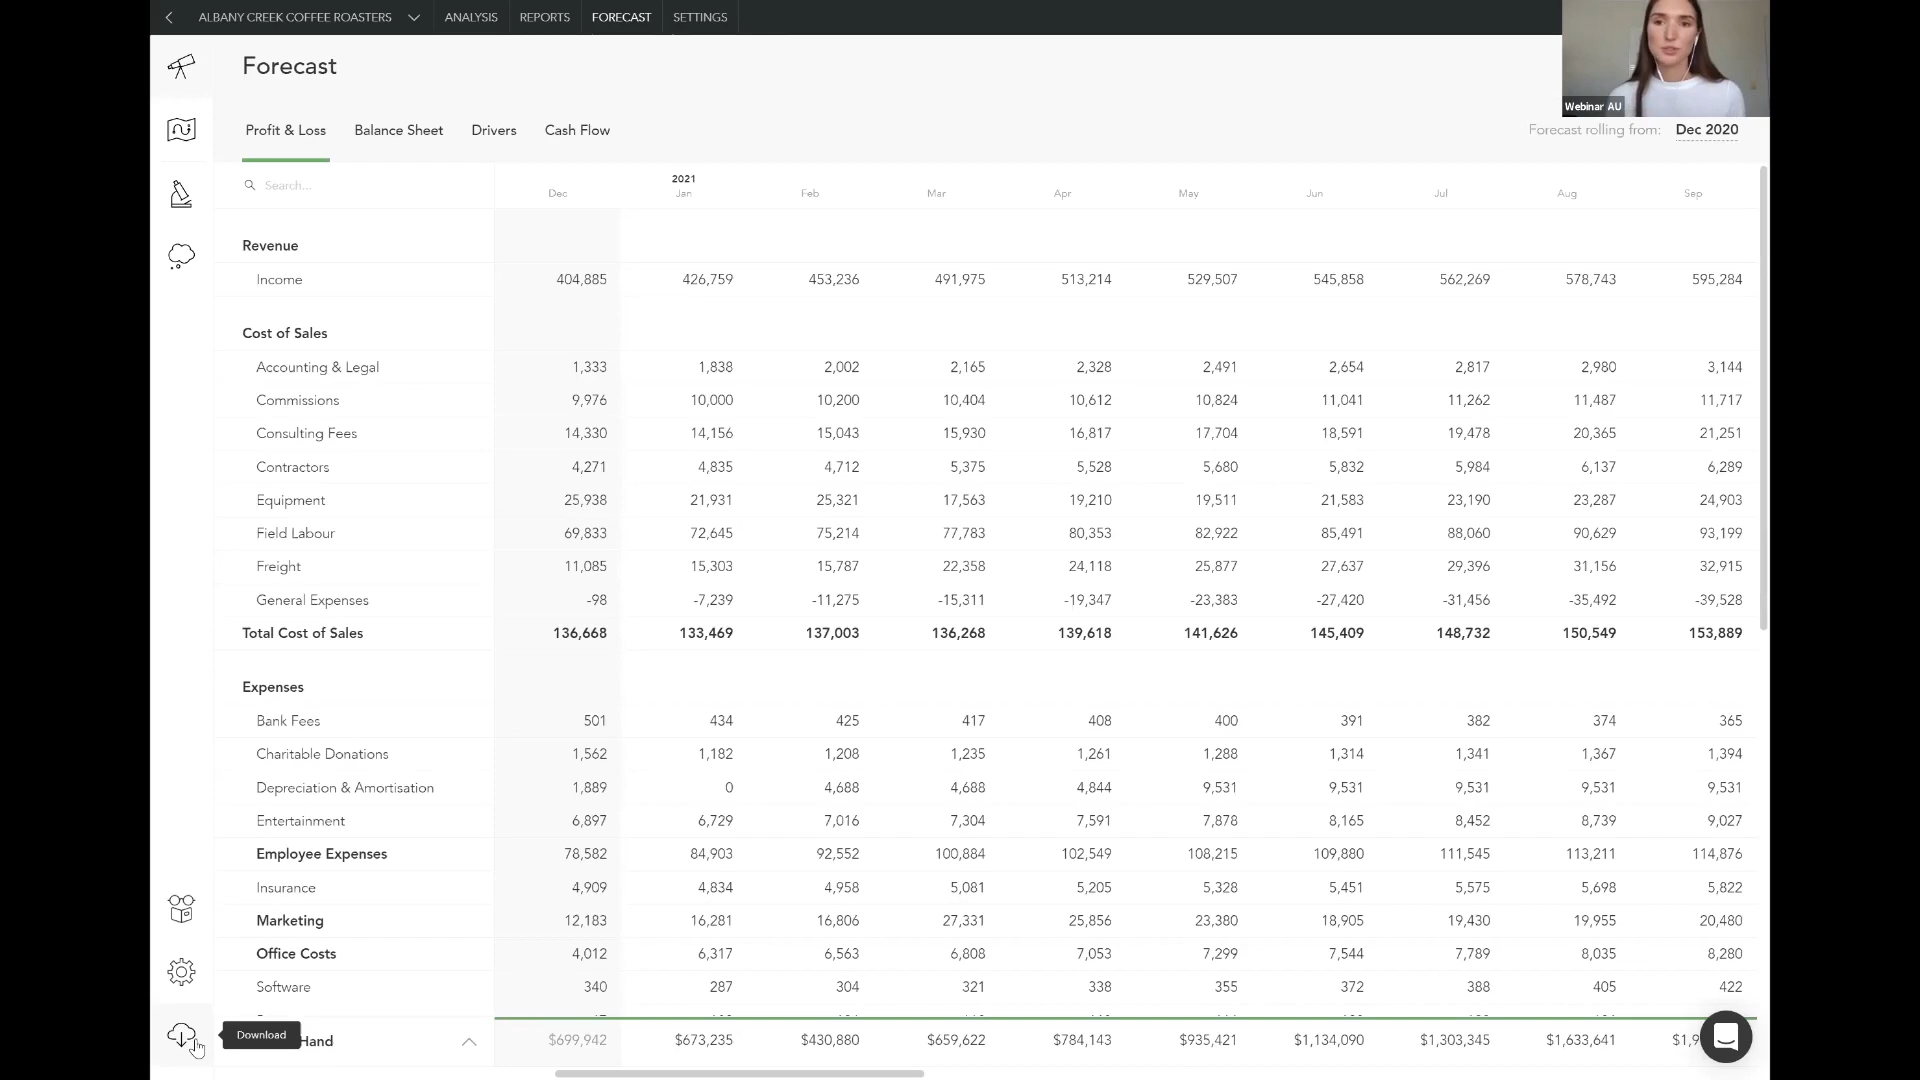 ALBANY CREEK COFFEE ROASTERS ANALYSIS REPORTS FORECAST SETTINGS
Forecast
Webinar AU
Profit & Loss Balance Sheet Drivers Cash Flow Forecast rolling from: Dec 2020
2021
Search... Dec Jan Feb Mar Apr May Jun Jul Aug Sep
Revenue
Income 404,885 426,759 453,236 491,975 513,214 529,507 545,858 562,269 578,743 595,284
Cost of Sales
Accounting & Legal 1,333 1,838 2,002 2,165 2,328 2,491 2,654 2,817 2,980 3,144
Commissions 9,976 10,000 10,200 10,404 10,612 10,824 11,041 11,262 11,487 11,717
Consulting Fees 14,330 14,156 15,043 15,930 16,817 17,704 18,591 19,478 20,365 21,251
Contractors 4,271 4,835 4,712 5,375 5,528 5,680 5,832 5,984 6,137 6,289
Equipment 25,938 21,931 25,321 17,563 19,210 19,511 21,583 23,190 23,287 24,903
Field Labour 69,833 72,645 75,214 77,783 80,353 82,922 85,491 88,060 90,629 93,199
Freight 11,085 15,303 15,787 22,358 24,118 25,877 27,637 29,396 31,156 32,915
General Expenses -98 -7,239 -11,275 -15,311 -19,347 -23,383 -27,420 -31,456 -35,492 -39,528
Total Cost of Sales 136,668 133,469 137,003 136,268 139,618 141,626 145,409 148,732 150,549 153,889
Expenses
Bank Fees 501 434 425 417 408 400 391 382 374 365
Charitable Donations 1,562 1,182 1,208 1,235 1,261 1,288 1,314 1,341 1,367 1,394
Depreciation & Amortisation 1,889 0 4,688 4,688 4,844 9,531 9,531 9,531 9,531 9,531
Entertainment 6,897 6,729 7,016 7,304 7,591 7,878 8,165 8,452 8,739 9,027
Employee Expenses 78,582 84,903 92,552 100,884 102,549 108,215 109,880 111,545 113,211 114,876
Insurance 4,909 4,834 4,958 5,081 5,205 5,328 5,451 5,575 5,698 5,822
Marketing 12,183 16,281 16,806 27,331 25,856 23,380 18,905 19,430 19,955 20,480
Office Costs 4,012 6,317 6,563 6,808 7,053 7,299 7,544 7,789 8,035 8,280
Software 340 287 304 321 338 355 372 388 405 422
Download Hand $699,942 $673,235 $430,880 $659,622 $784,143 $935,421 $1,134,090 $1,303,345 $1,633,641 $1,9